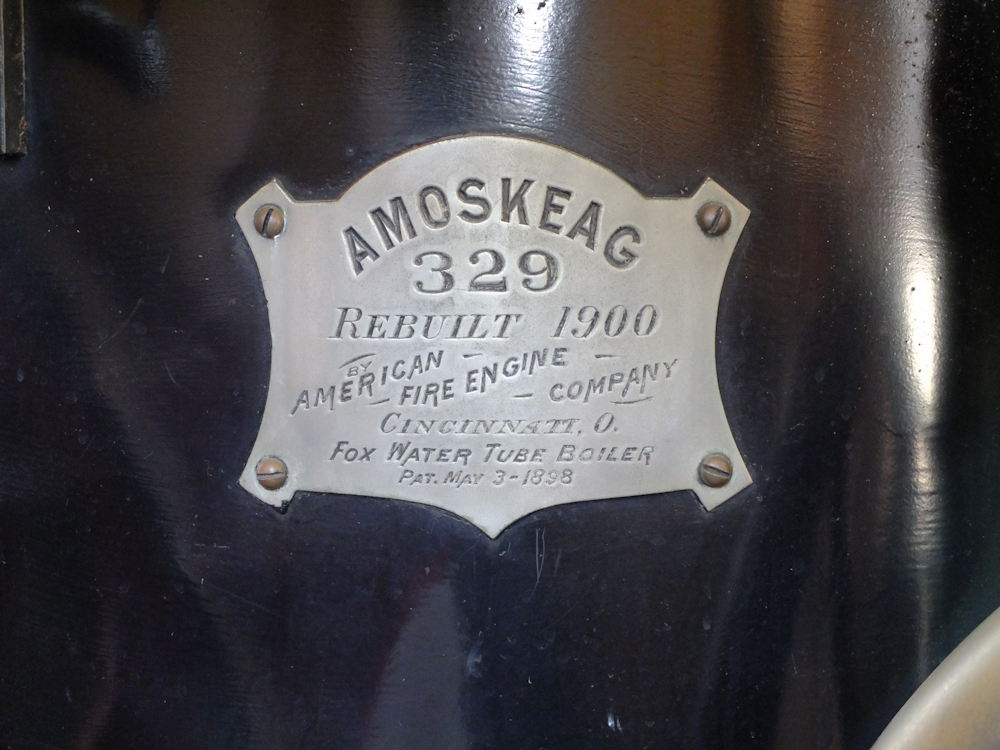 AMOSKEAG
329
REBUILT 1900
BY
AMERICAN FIRE ENGINE COMPANY
CINCINNATI, O.
FOX WATER TUBE BOILER
PAT. MAY 3-1898